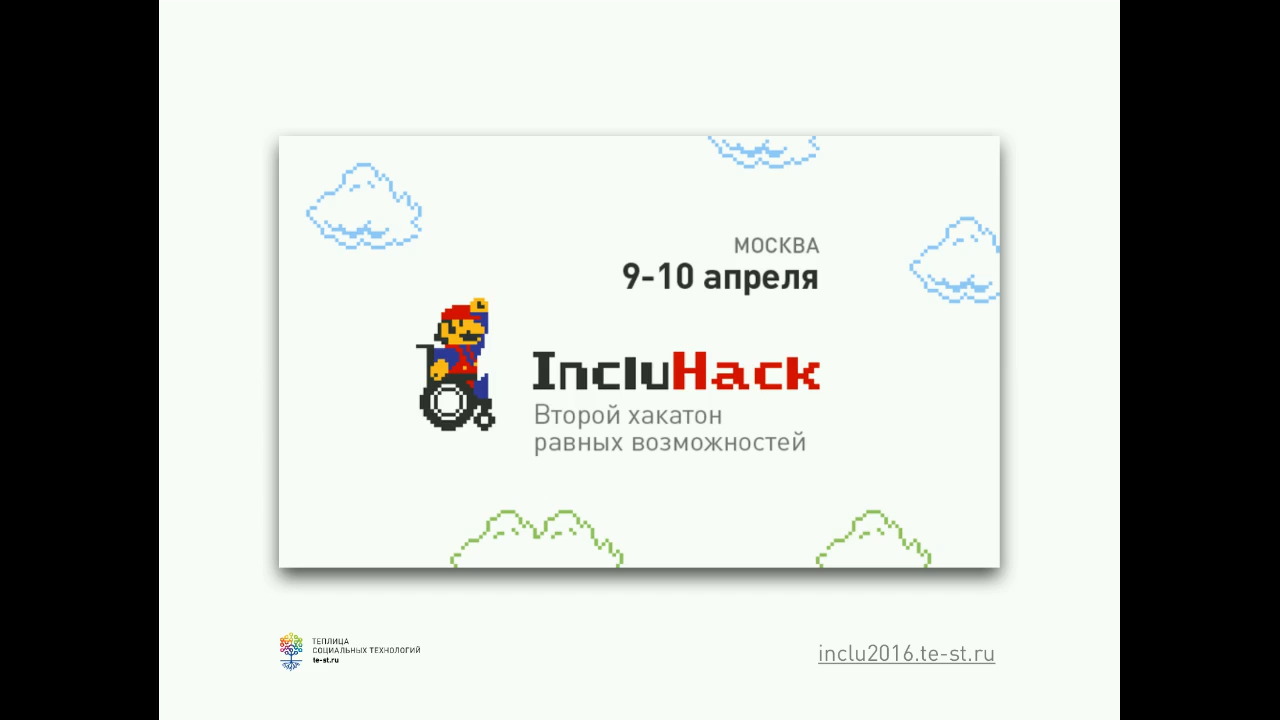 МОСКВА
9-10 апреля
IncluHack
Второй хакатон
равных возможностей
ТЕПЛИЦА
СОЦИАЛЬНЫХ ТЕХНОЛОГИЙ
te-st.ru
inclu2016.te-st.ru